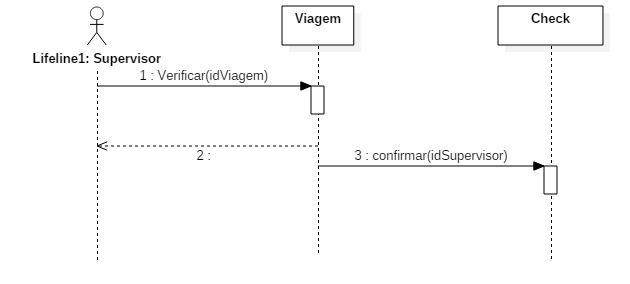 Viagem
Check
Lifeline1: Supervisor
1 : Verificar(idViagem)
2 :
3 : confirmar(idSupervisor)